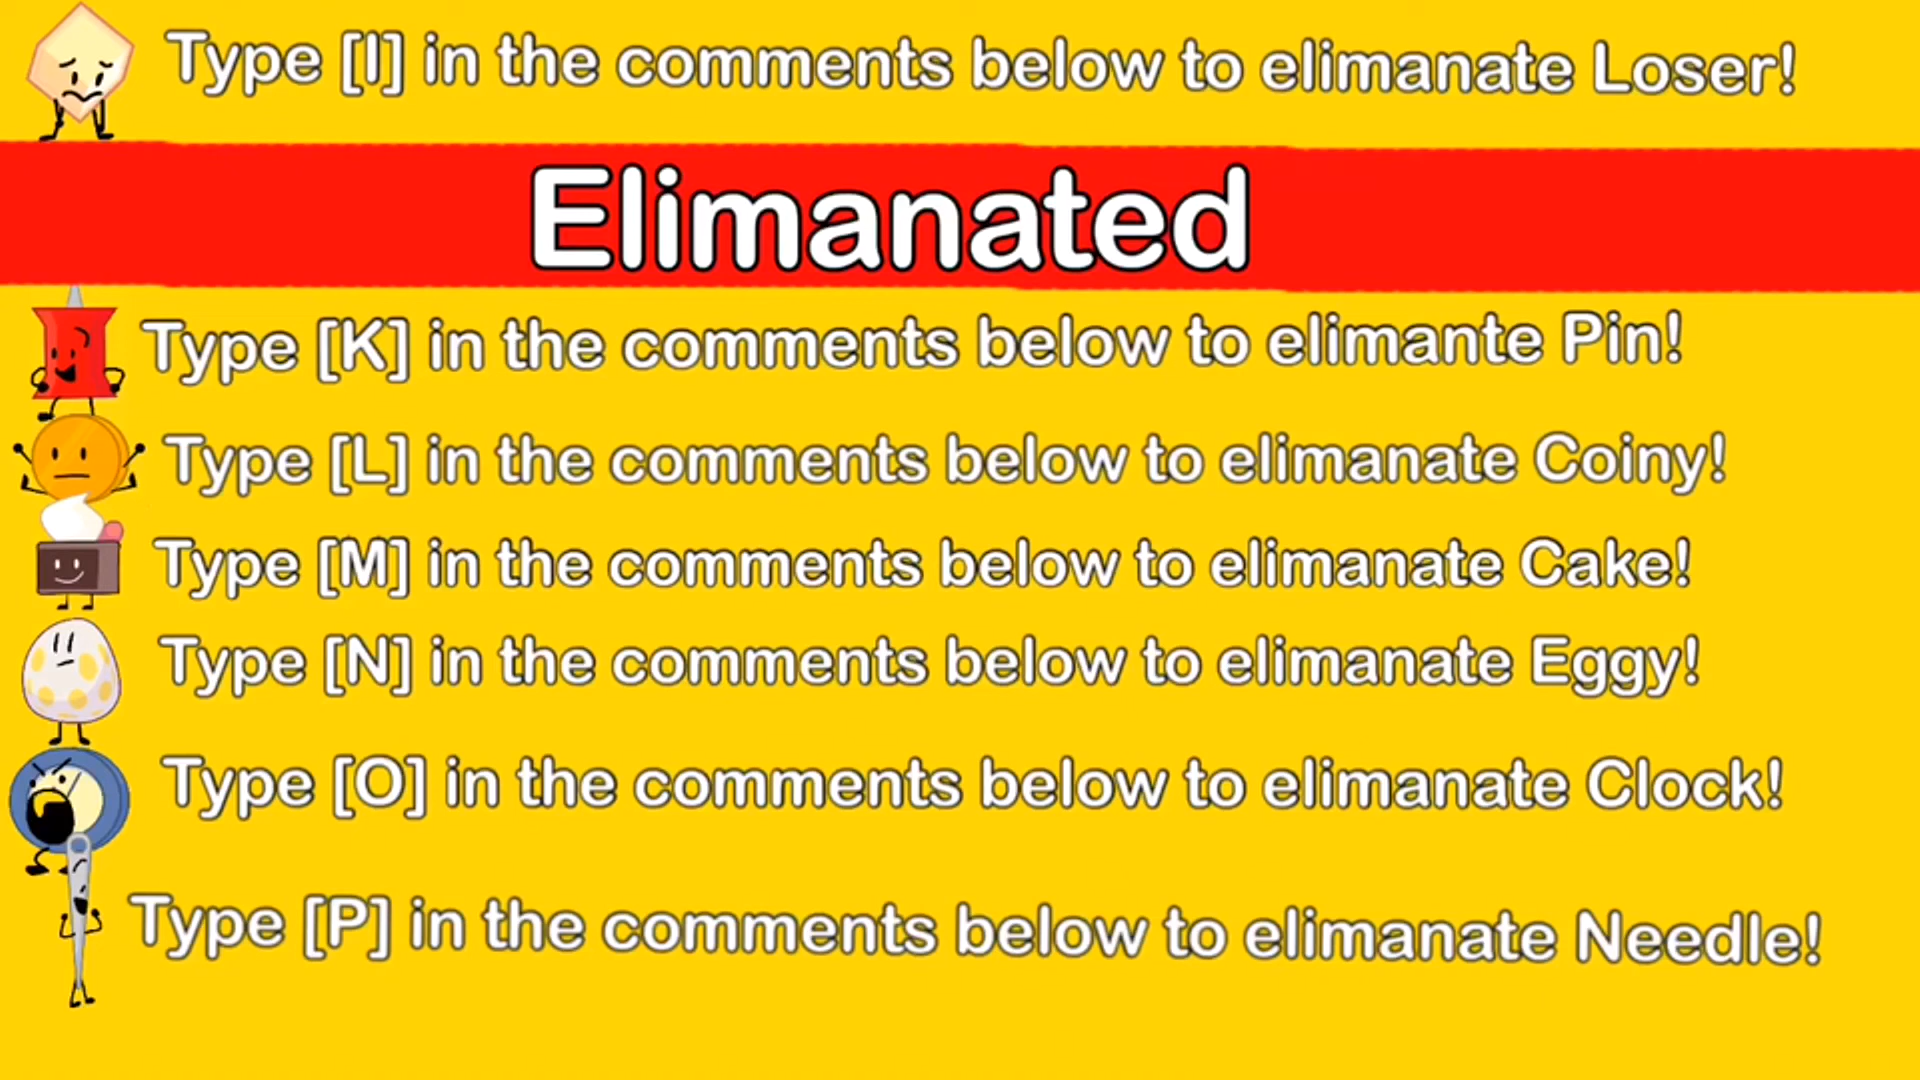 Type [I] in the comments below to elimanate Loser!
Elimanated
Type [K] in the comments below to elimante Pin!
Type [L] in the comments below to elimanate Coiny!
Type [M] in the comments below to elimanate Cake!
Type [N] in the comments below to elimanate Eggy!
Type [O] in the comments below to elimanate Clock!
Type [P] in the comments below to elimanate Needle!